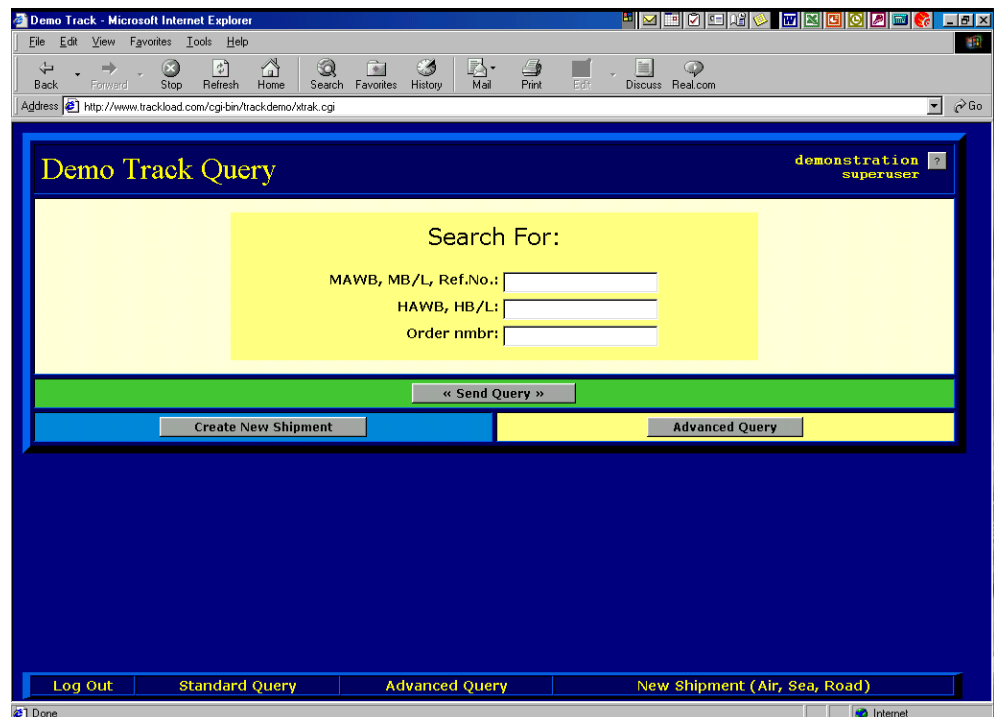 Demo Track - Microsoft Internet Explorer
File Edit View Favorites Tools Help
Back Forward Stop Refresh Home Search Favorites History Mail Print Edit Discuss Real.com
Address http://www.trackload.com/cgi-bin/trackdemo/xtrak.cgi Go
Demo Track Query
demonstration ?
superuser
Search For:
MAWB, MB/L, Ref.No.:
HAWB, HB/L:
Order nmbr:
« Send Query »
Create New Shipment Advanced Query
Log Out Standard Query Advanced Query New Shipment (Air, Sea, Road)
Done Internet